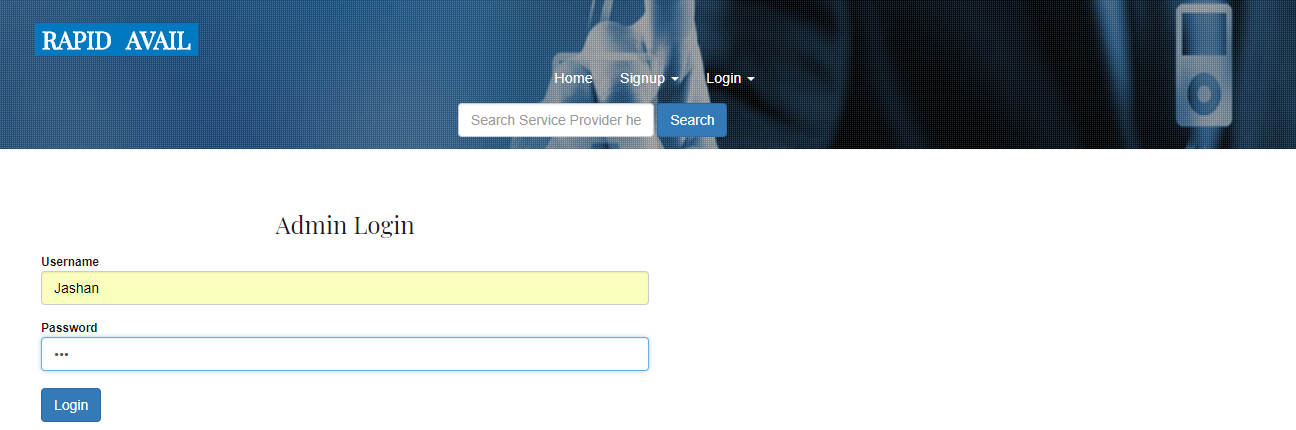 RAPID AVAIL
Home Signup Login
Search Service Provider he Search
Admin Login
Username
Jashan
Password
•••
Login